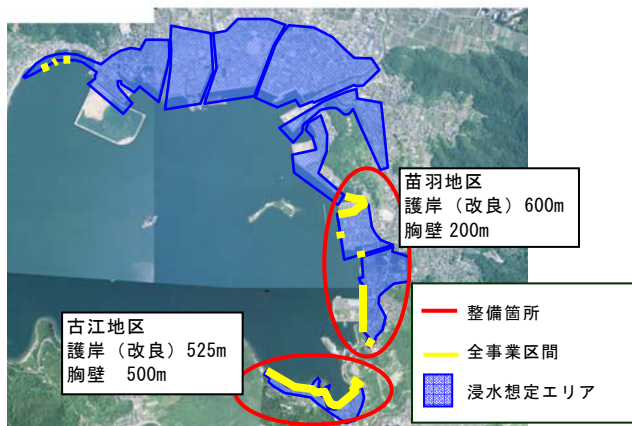 苗羽地区
護岸（改良）600m
胸壁 200m
古江地区
護岸（改良）525m
胸壁　500m
整備箇所
全事業区間
浸水想定エリア